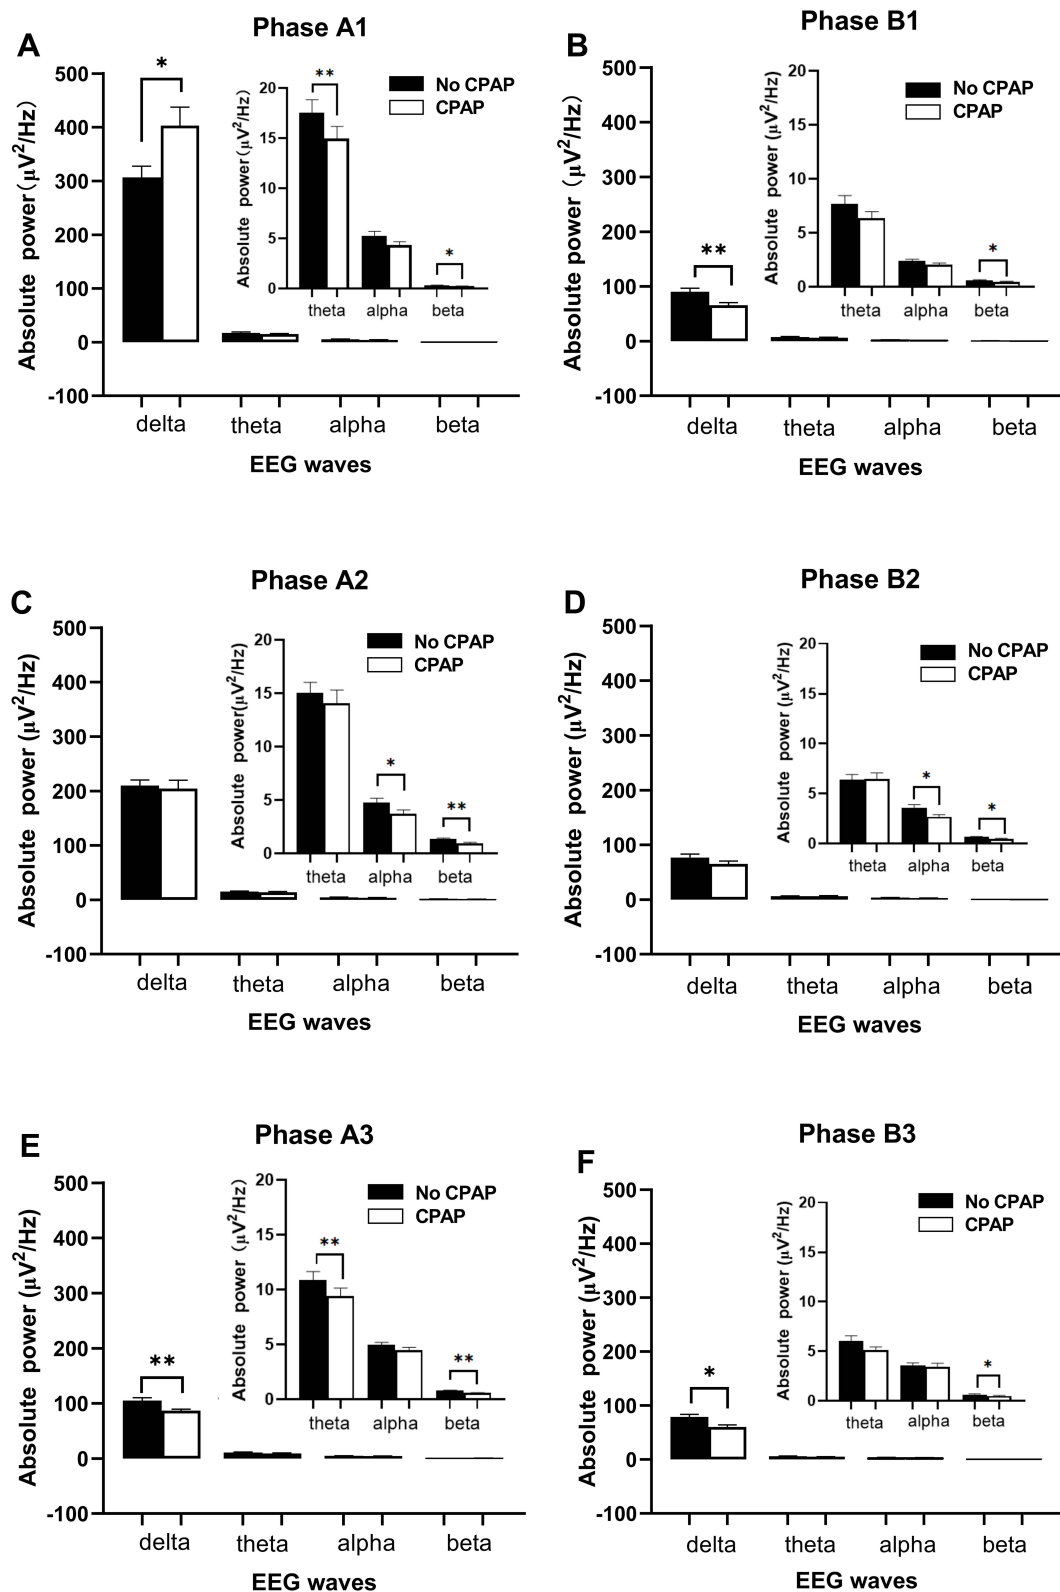 A
Phase A1
Absolute power (μV²/Hz)
500
400
300
200
100
0
-100
*
Absolute power (μV²/Hz)
20
15
10
5
0
**
*
theta alpha beta
No CPAP
CPAP
delta theta alpha beta
EEG waves
B
Phase B1
Absolute power (μV²/Hz)
500
400
300
200
100
0
-100
**
Absolute power (μV²/Hz)
20
15
10
5
0
*
theta alpha beta
No CPAP
CPAP
delta theta alpha beta
EEG waves
C
Phase A2
Absolute power (μV²/Hz)
500
400
300
200
100
0
-100
Absolute power(μV²/Hz)
20
15
10
5
0
*
**
theta alpha beta
No CPAP
CPAP
delta theta alpha beta
EEG waves
D
Phase B2
Absolute power (μV²/Hz)
500
400
300
200
100
0
-100
Absolute power (μV²/Hz)
20
15
10
5
0
*
*
theta alpha beta
No CPAP
CPAP
delta theta alpha beta
EEG waves
E
Phase A3
Absolute power (μV²/Hz)
500
400
300
200
100
0
-100
**
Absolute power (μV²/Hz)
20
15
10
5
0
**
**
theta alpha beta
No CPAP
CPAP
delta theta alpha beta
EEG waves
F
Phase B3
Absolute power (μV²/Hz)
500
400
300
200
100
0
-100
*
Absolute power (μV²/Hz)
20
15
10
5
0
*
theta alpha beta
No CPAP
CPAP
delta theta alpha beta
EEG waves